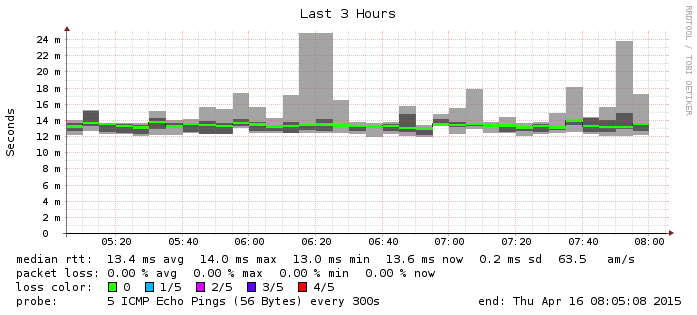 Last 3 Hours
RRDTOOL / TOBI OETIKER
Seconds
24 m
22 m
20 m
18 m
16 m
14 m
12 m
10 m
8 m
6 m
4 m
2 m
0
05:20 05:40 06:00 06:20 06:40 07:00 07:20 07:40 08:00
median rtt: 13.4 ms avg 14.0 ms max 13.0 ms min 13.6 ms now 0.2 ms sd 63.5 am/s
packet loss: 0.00 % avg 0.00 % max 0.00 % min 0.00 % now
loss color: 0 1/5 2/5 3/5 4/5
probe: 5 ICMP Echo Pings (56 Bytes) every 300s end: Thu Apr 16 08:05:08 2015